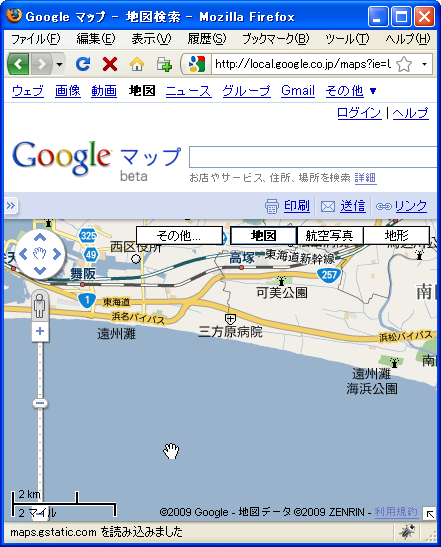 Google マップ - 地図検索 - Mozilla Firefox
ファイル(F) 編集(E) 表示(V) 履歴(S) ブックマーク(B) ツール(T) ヘルプ(H)
http://local.google.co.jp/maps?ie=U
ウェブ 画像 動画 地図 ニュース グループ Gmail その他 ▼
ログイン | ヘルプ
Google マップ
beta
お店やサービス、住所、場所を検索 詳細
»
印刷 送信 リンク
その他... 地図 航空写真 地形
325
西区役所
49
舞阪
高塚
東海道新幹線
257
可美公園
1
東海道
浜名バイパス
遠州灘
三方原病院
浜松バイパス
遠州灘
海浜公園
2 km
2 マイル
©2009 Google - 地図データ ©2009 ZENRIN - 利用規約
maps.gstatic.com を読み込みました